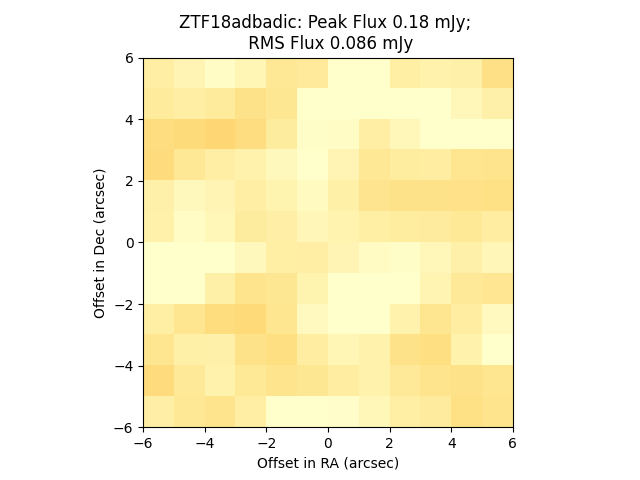 ZTF18adbadic: Peak Flux 0.18 mJy;
RMS Flux 0.086 mJy
6
4
2
0
−2
−4
−6
Offset in Dec (arcsec)
−6 −4 −2 0 2 4 6
Offset in RA (arcsec)